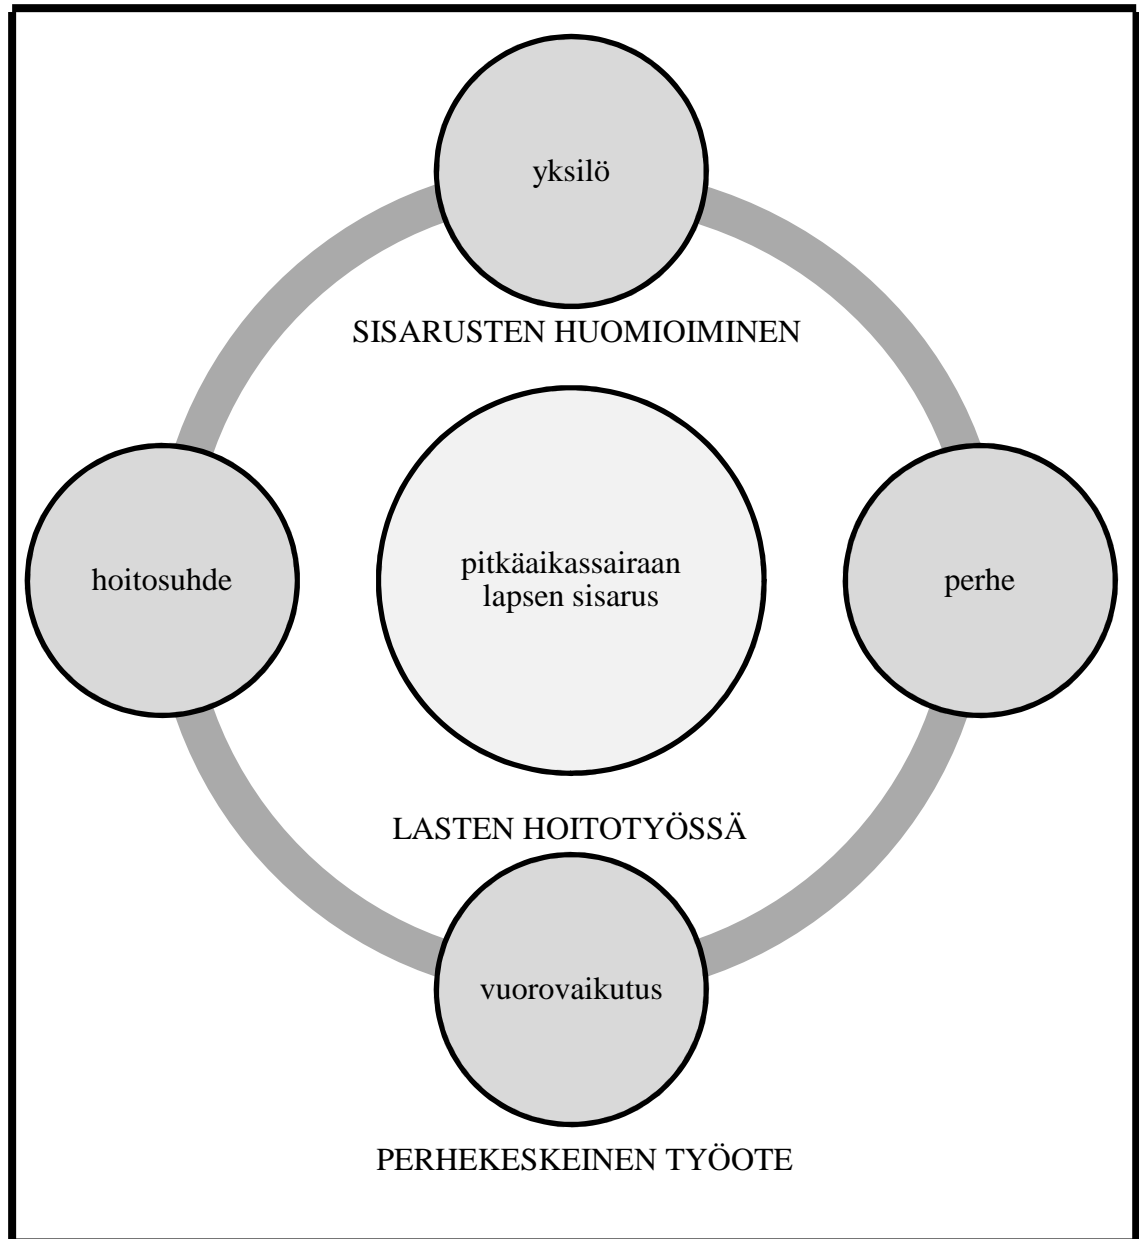 yksilö
SISARUSTEN HUOMIOIMINEN
hoitosuhde
pitkäaikassairaan
lapsen sisarus
perhe
LASTEN HOITOTYÖSSÄ
vuorovaikutus
PERHEKESKEINEN TYÖOTE